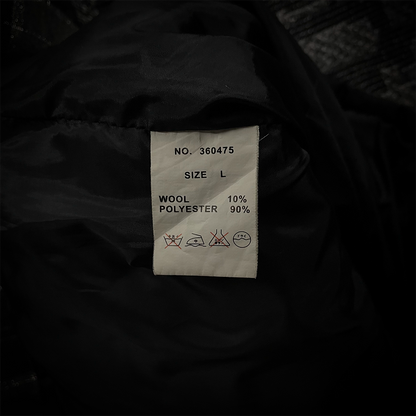 NO. 360475
SIZE L
WOOL 10%
POLYESTER 90%